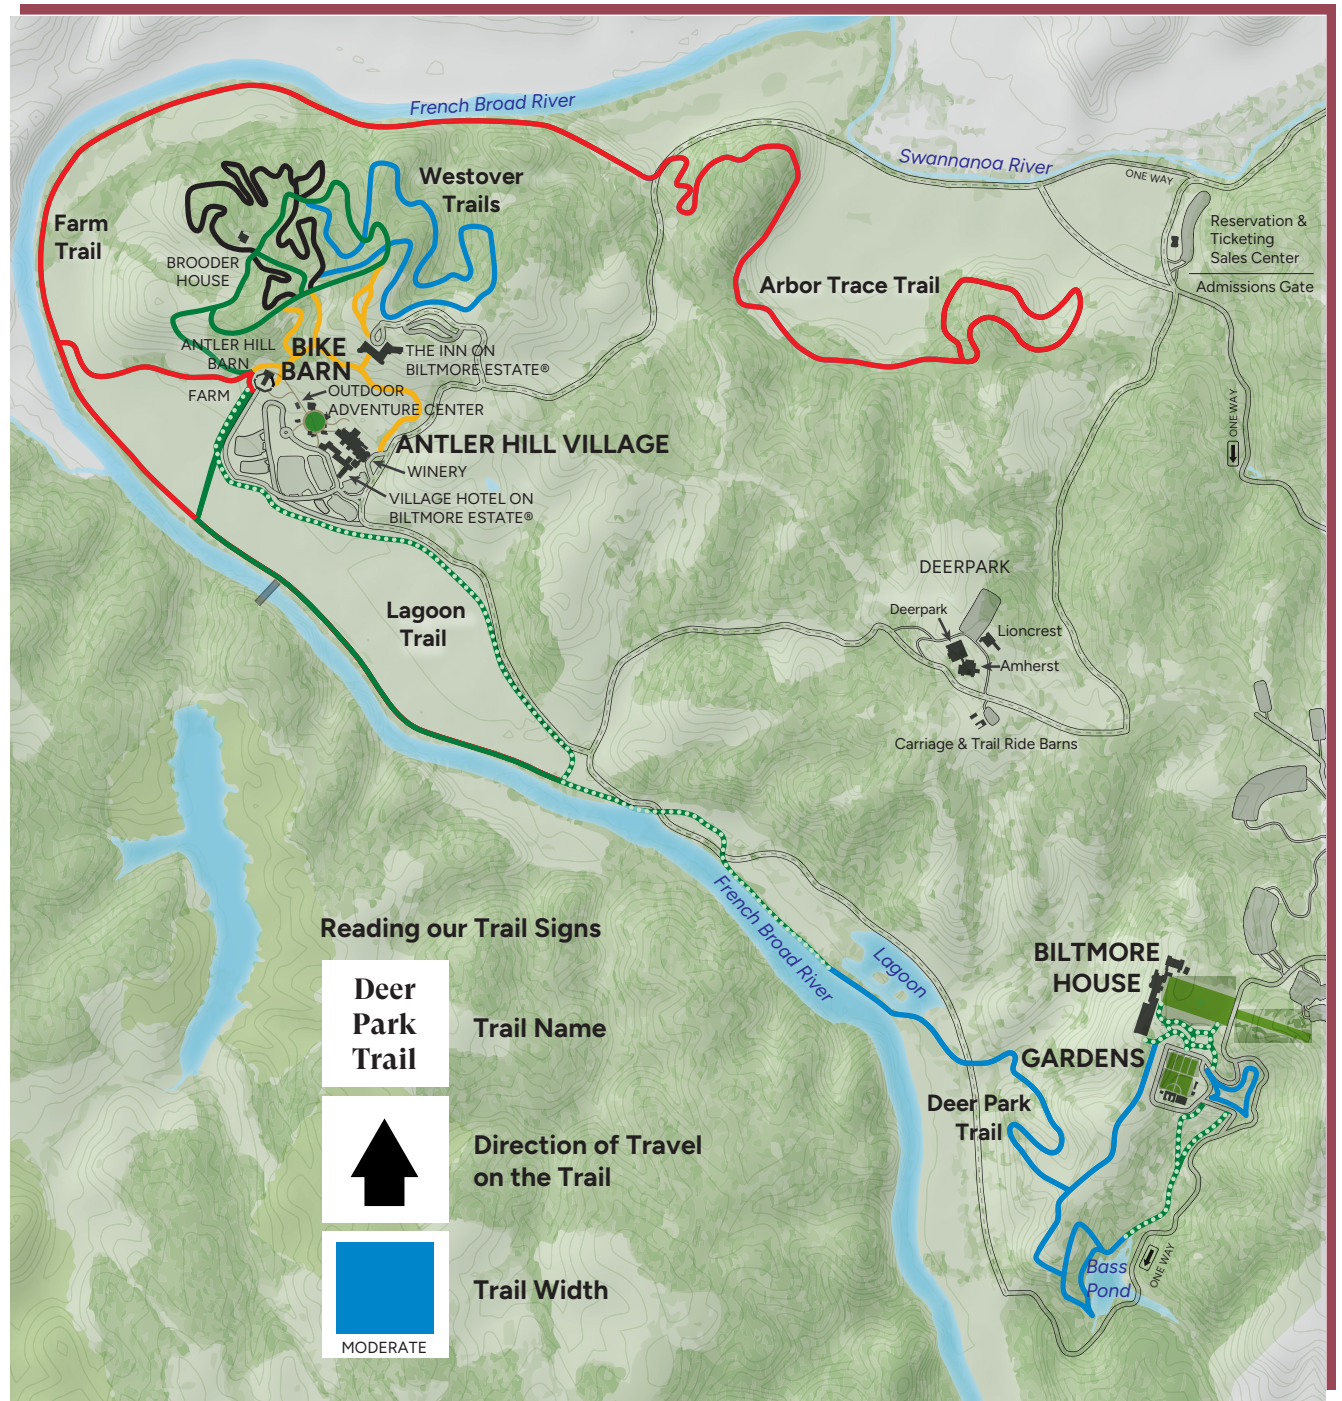 French Broad River
Swannanoa River
ONE WAY
Westover
Trails
Farm
Trail
Reservation &
Ticketing
Sales Center
Admissions Gate
BROODER
HOUSE
Arbor Trace Trail
ANTLER HILL
BARN
BIKE
BARN
THE INN ON
BILTMORE ESTATE®
FARM
OUTDOOR
ADVENTURE CENTER
ONE WAY
ANTLER HILL VILLAGE
WINERY
VILLAGE HOTEL ON
BILTMORE ESTATE®
DEERPARK
Deerpark
Lioncrest
Amherst
Lagoon
Trail
Carriage & Trail Ride Barns
French Broad River
Lagoon
Reading our Trail Signs
BILTMORE
HOUSE
Deer
Park
Trail
Trail Name
GARDENS
Deer Park
Trail
Direction of Travel
on the Trail
Bass
Pond
ONE WAY
Trail Width
MODERATE